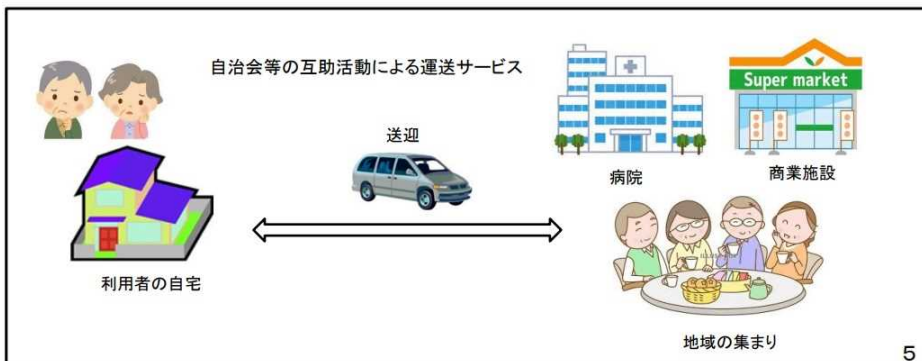 自治会等の互助活動による運送サービス
Super market
送迎
病院
商業施設
利用者の自宅
地域の集まり
5